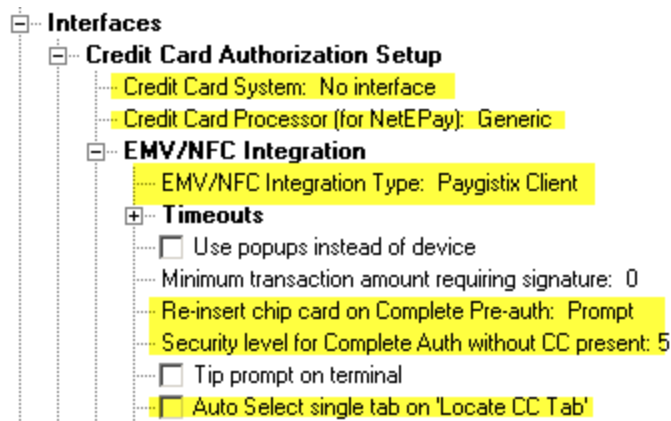 Interfaces
Credit Card Authorization Setup
Credit Card System:  No interface
Credit Card Processor (for NetEPay):  Generic
EMV/NFC Integration
EMV/NFC Integration Type:  Paygistix Client
Timeouts
Use popups instead of device
Minimum transaction amount requiring signature:  0
Re-insert chip card on Complete Pre-auth:  Prompt
Security level for Complete Auth without CC present: 5
Tip prompt on terminal
Auto Select single tab on 'Locate CC Tab'